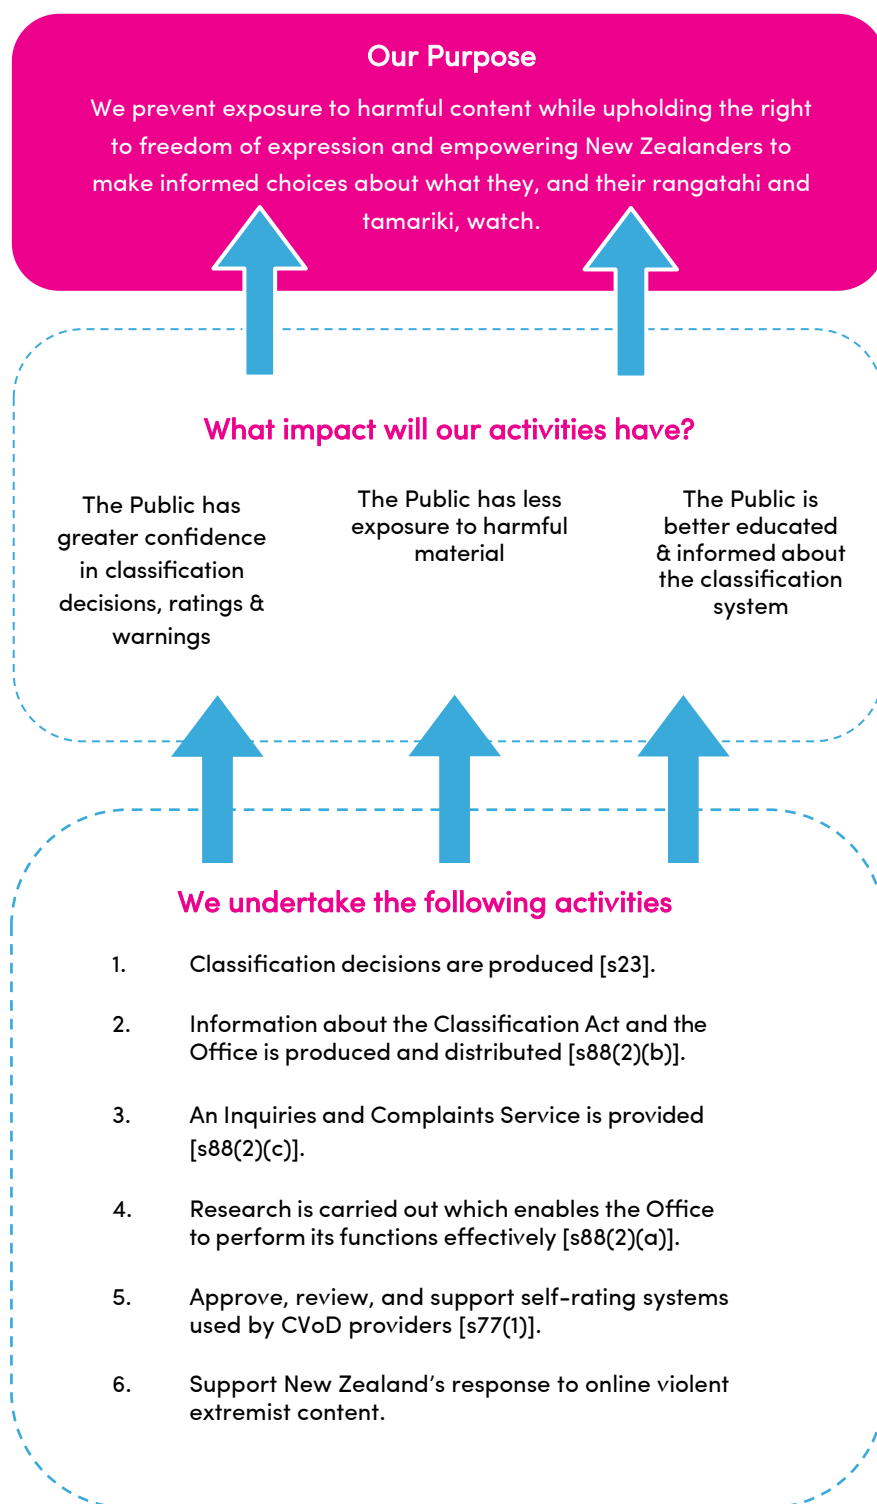 Our Purpose
We prevent exposure to harmful content while upholding the right
to freedom of expression and empowering New Zealanders to
make informed choices about what they, and their rangatahi and
tamariki, watch.
What impact will our activities have?
The Public has
greater confidence
in classification
decisions, ratings &
warnings
The Public has less
exposure to harmful
material
The Public is
better educated
& informed about
the classification
system
We undertake the following activities
1. Classification decisions are produced [s23].
2. Information about the Classification Act and the
Office is produced and distributed [s88(2)(b)].
3. An Inquiries and Complaints Service is provided
[s88(2)(c)].
4. Research is carried out which enables the Office
to perform its functions effectively [s88(2)(a)].
5. Approve, review, and support self-rating systems
used by CVoD providers [s77(1)].
6. Support New Zealand’s response to online violent
extremist content.